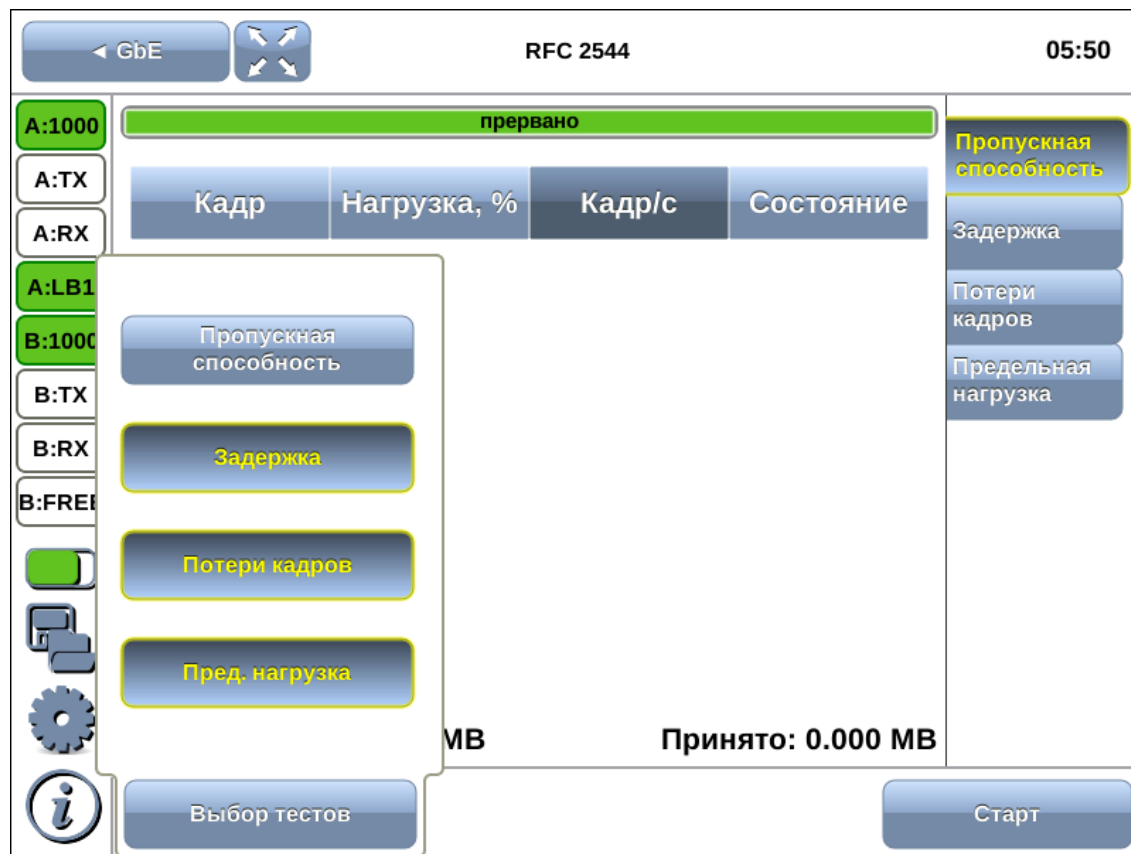 ◄ GbE
RFC 2544
05:50
A:1000
A:TX
A:RX
A:LB1
B:1000
B:TX
B:RX
B:FREE
прервано
Кадр
Нагрузка, %
Кадр/с
Состояние
Пропускная
способность
Задержка
Потери
кадров
Предельная
нагрузка
Пропускная
способность
Задержка
Потери кадров
Пред. нагрузка
МВ
Принято: 0.000 МВ
i
Выбор тестов
Старт